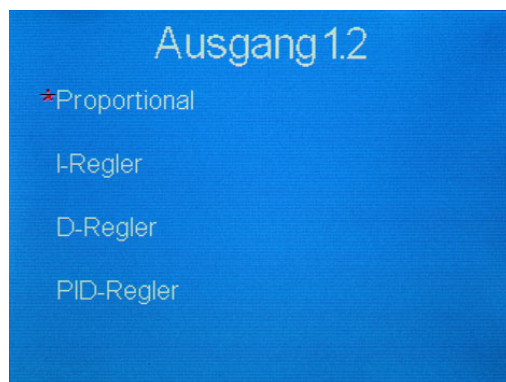 Ausgang 1.2
*Proportional
I-Regler
D-Regler
PID-Regler